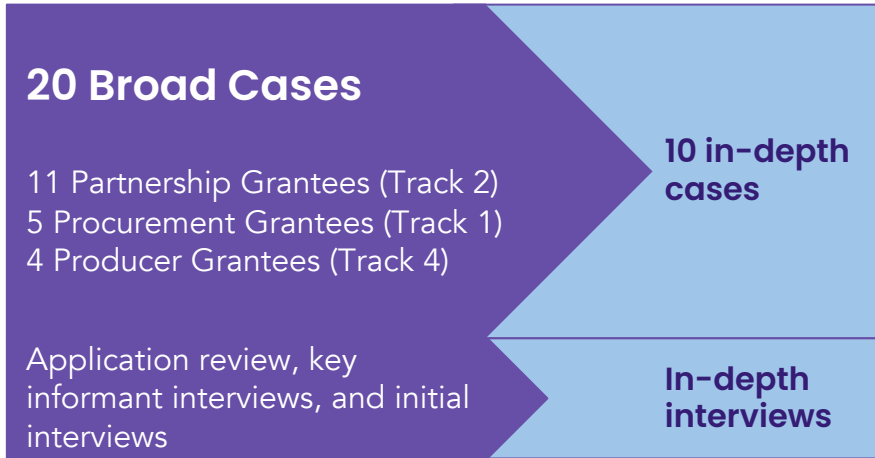 20 Broad Cases
11 Partnership Grantees (Track 2)
5 Procurement Grantees (Track 1)
4 Producer Grantees (Track 4)
10 in-depth
cases
Application review, key
informant interviews, and initial
interviews
In-depth
interviews